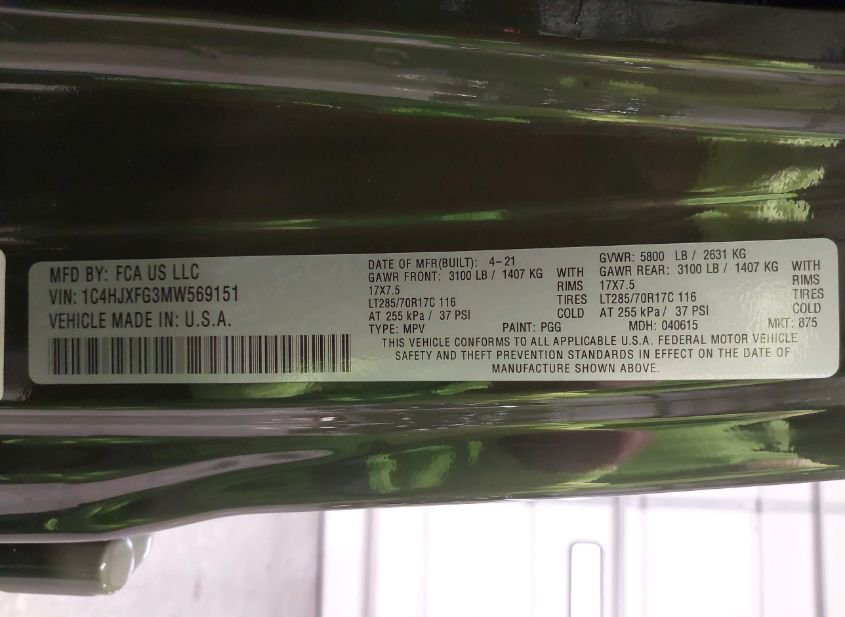 MFD BY: FCA US LLC
VIN: 1C4HJXFG3MW569151
VEHICLE MADE IN: U.S.A.
DATE OF MFR(BUILT): 4-21 GVWR: 5800 LB / 2631 KG
GAWR FRONT: 3100 LB / 1407 KG WITH GAWR REAR: 3100 LB / 1407 KG WITH
17X7.5 RIMS 17X7.5 RIMS
LT285/70R17C 116 TIRES LT285/70R17C 116 TIRES
AT 255 kPa / 37 PSI COLD AT 255 kPa / 37 PSI COLD
TYPE: MPV PAINT: PGG MDH: 040615 MKT: 875
THIS VEHICLE CONFORMS TO ALL APPLICABLE U.S.A. FEDERAL MOTOR VEHICLE
SAFETY AND THEFT PREVENTION STANDARDS IN EFFECT ON THE DATE OF
MANUFACTURE SHOWN ABOVE.